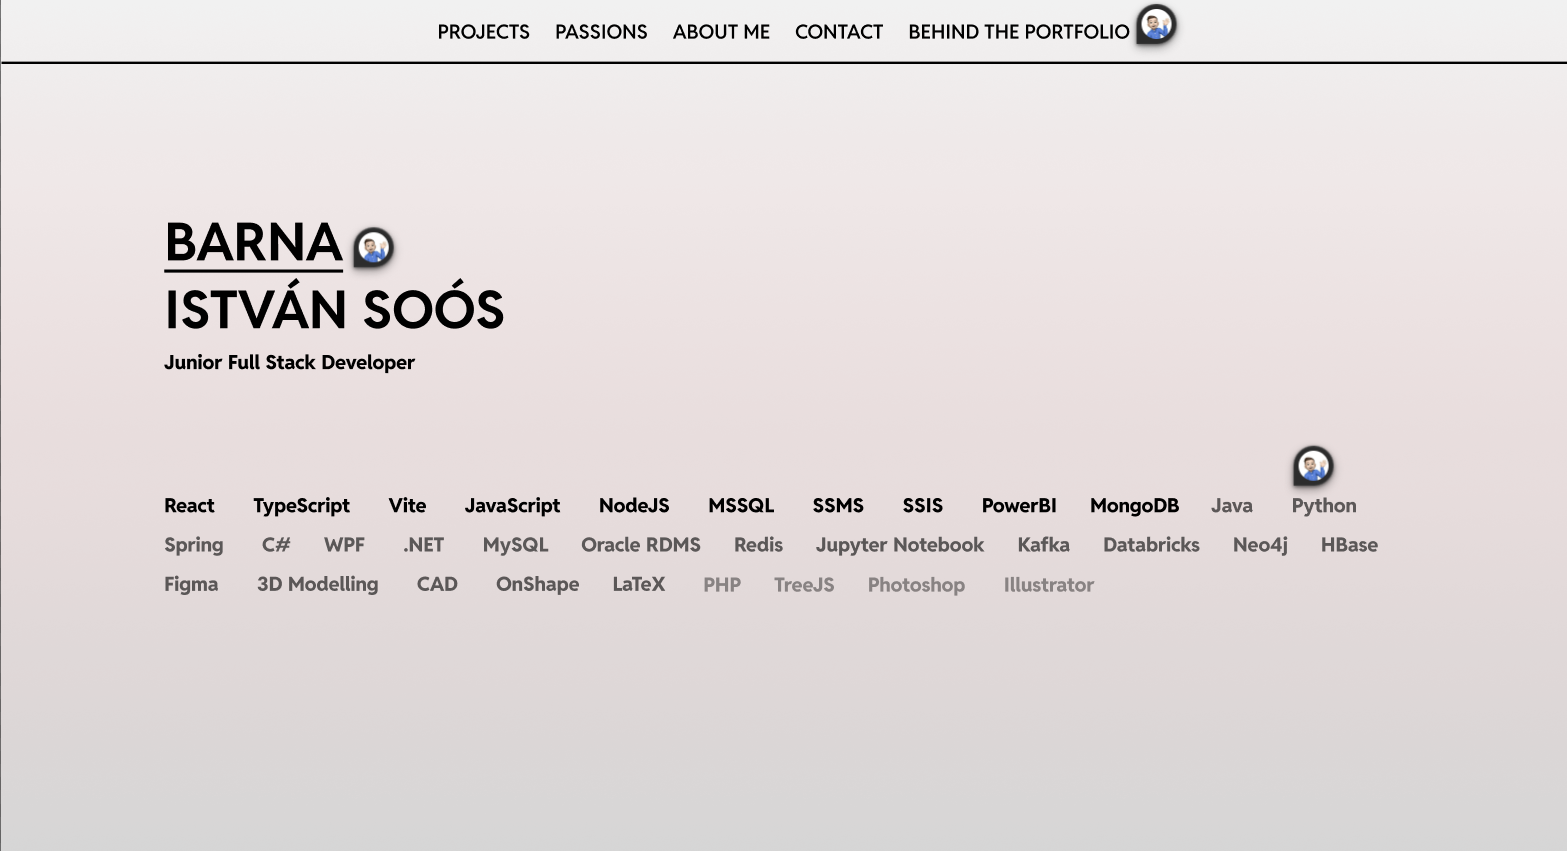 PROJECTS PASSIONS ABOUT ME CONTACT BEHIND THE PORTFOLIO
BARNA
ISTVÁN SOÓS
Junior Full Stack Developer
React TypeScript Vite JavaScript NodeJS MSSQL SSMS SSIS PowerBI MongoDB Java Python
Spring C# WPF .NET MySQL Oracle RDMS Redis Jupyter Notebook Kafka Databricks Neo4j HBase
Figma 3D Modelling CAD OnShape LaTeX PHP TreeJS Photoshop Illustrator